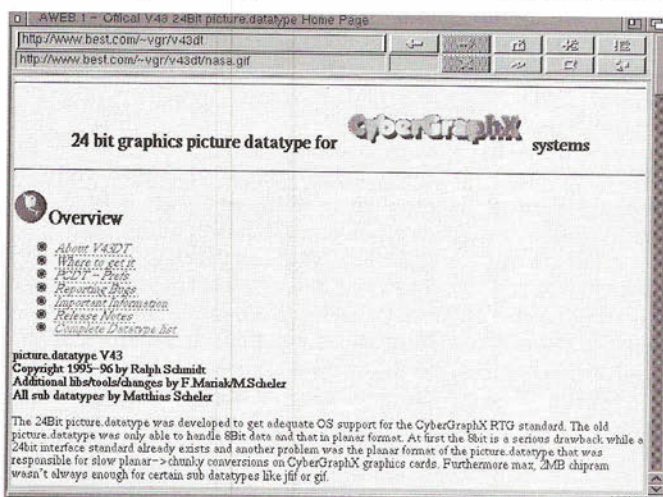 AWEB.1 - Offical V43 24Bit picture.datatype Home Page
http://www.best.com/~vgr/v43dt
http://www.best.com/~vgr/v43dt/nasa.gif
24 bit graphics picture datatype for CyberGraphX systems
Overview
About V43DT
Where to get it
PCDT - Prefs
Reporting Bugs
Important Information
Release Notes
Complete Datatype list
picture.datatype V43
Copyright 1995-96 by Ralph Schmidt
Additional libs/tools/changes by F.Mariak/M.Scheler
All sub datatypes by Matthias Scheler
The 24Bit picture.datatype was developed to get adequate OS support for the CyberGraphX RTG standard. The old
picture.datatype was only able to handle 8Bit data and that in planar format. At first the 8bit is a serious drawback while a
24bit interface standard already exists and another problem was the planar format of the picture.datatype that was
responsible for slow planar->chunky conversions on CyberGraphX graphics cards. Furthermore max, 2MB chipram
wasn't always enough for certain sub datatypes like jfif or gif.